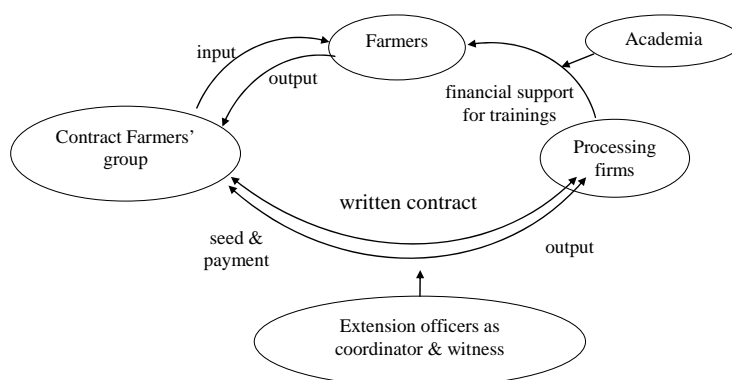 input
Farmers
Academia
output
financial support
for trainings
Contract Farmers’
group
Processing
firms
written contract
seed &
payment
output
Extension officers as
coordinator & witness